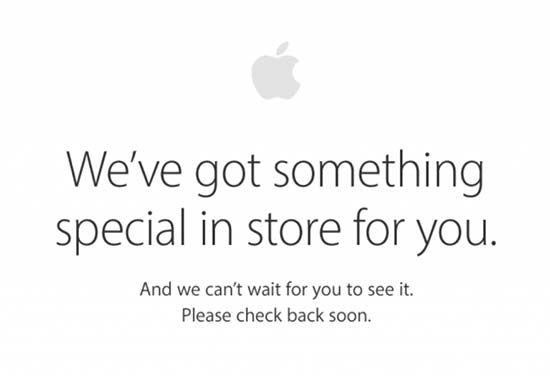 We’ve got something
special in store for you.
And we can’t wait for you to see it.
Please check back soon.